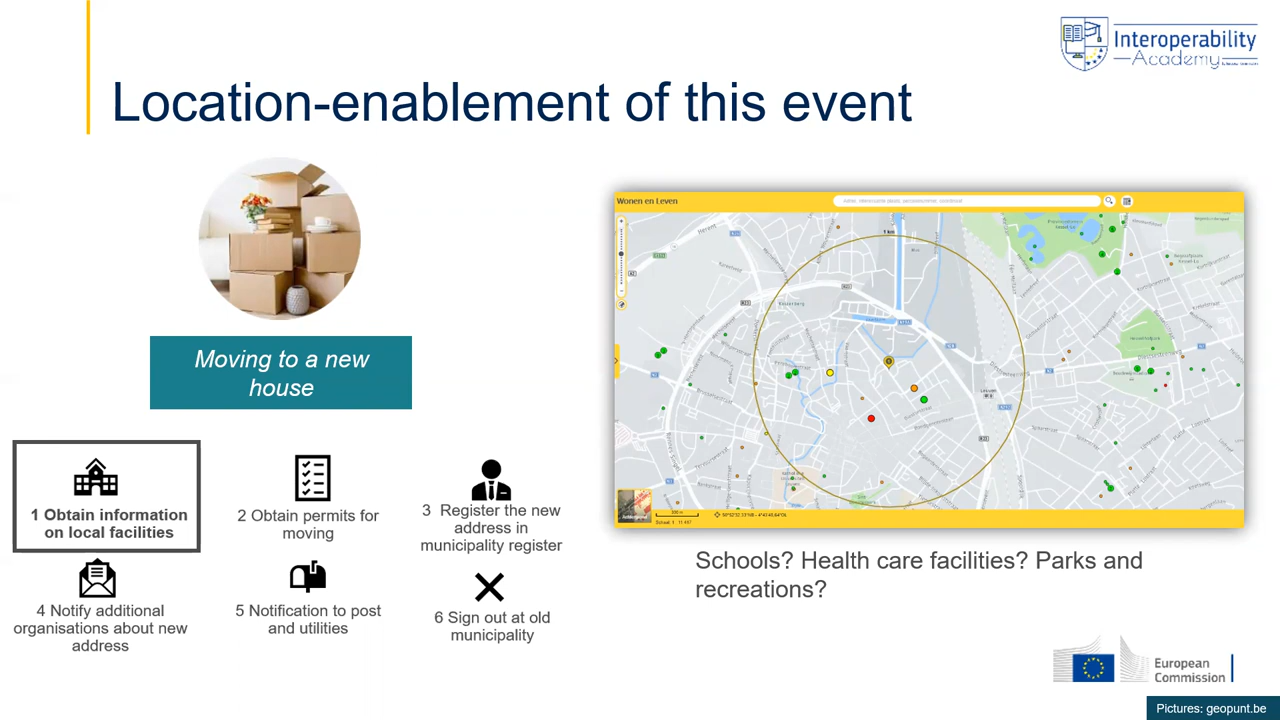 Interoperability
Academy
Location-enablement of this event
Moving to a new
house
1 Obtain information
on local facilities
2 Obtain permits for
moving
3 Register the new
address in
municipality register
4 Notify additional
organisations about new
address
5 Notification to post
and utilities
6 Sign out at old
municipality
Wonen en Leven
1 km
Schools? Health care facilities? Parks and
recreations?
European
Commission
Pictures: geopunt.be